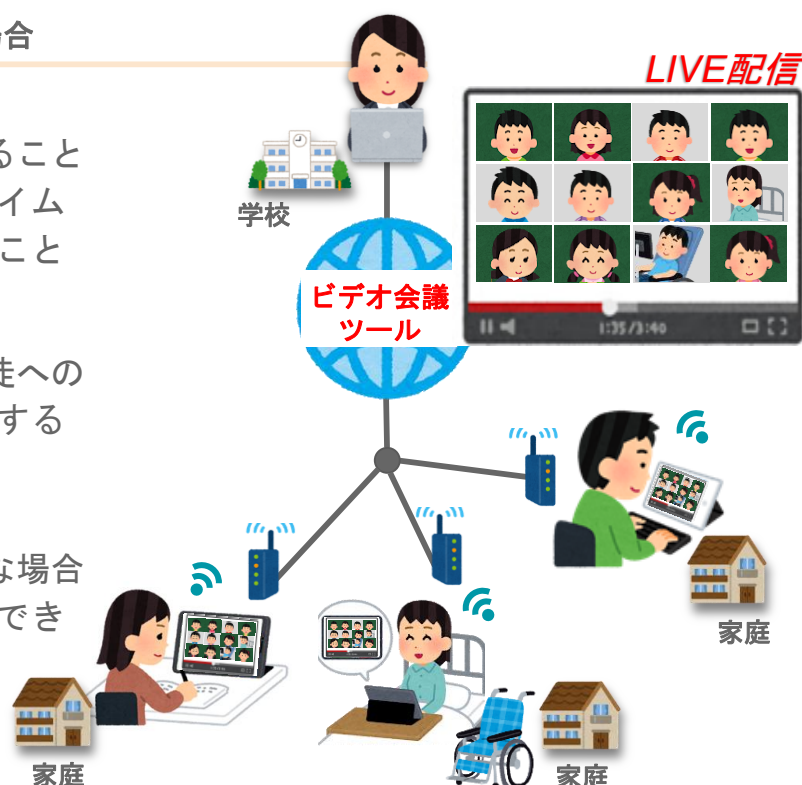 合
LIVE配信
ること
イム
こと
学校
ビデオ会議
ツール
1:35/3:40
徒への
する
な場合
でき
家庭
家庭
家庭